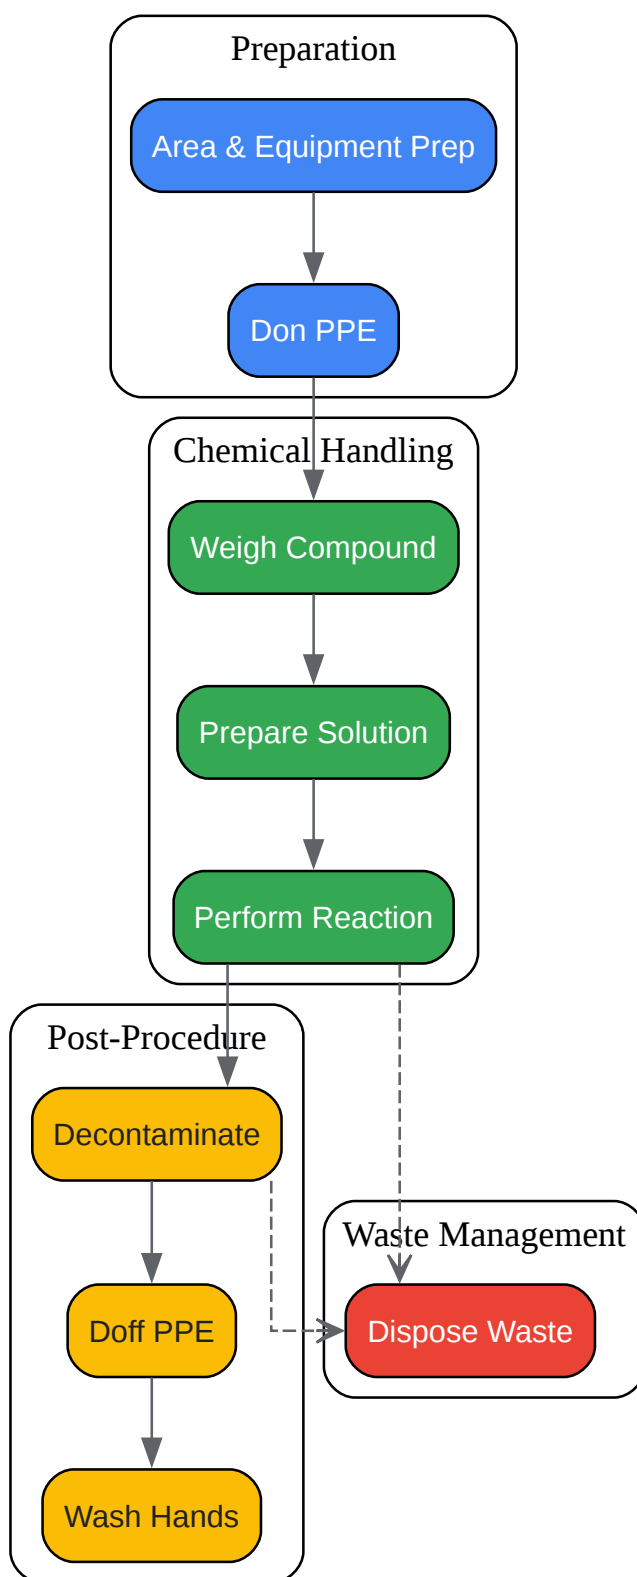 Preparation
Area & Equipment Prep
Don PPE
Chemical Handling
Weigh Compound
Prepare Solution
Perform Reaction
Post-Procedure
Decontaminate
Waste Management
Doff PPE
Dispose Waste
Wash Hands